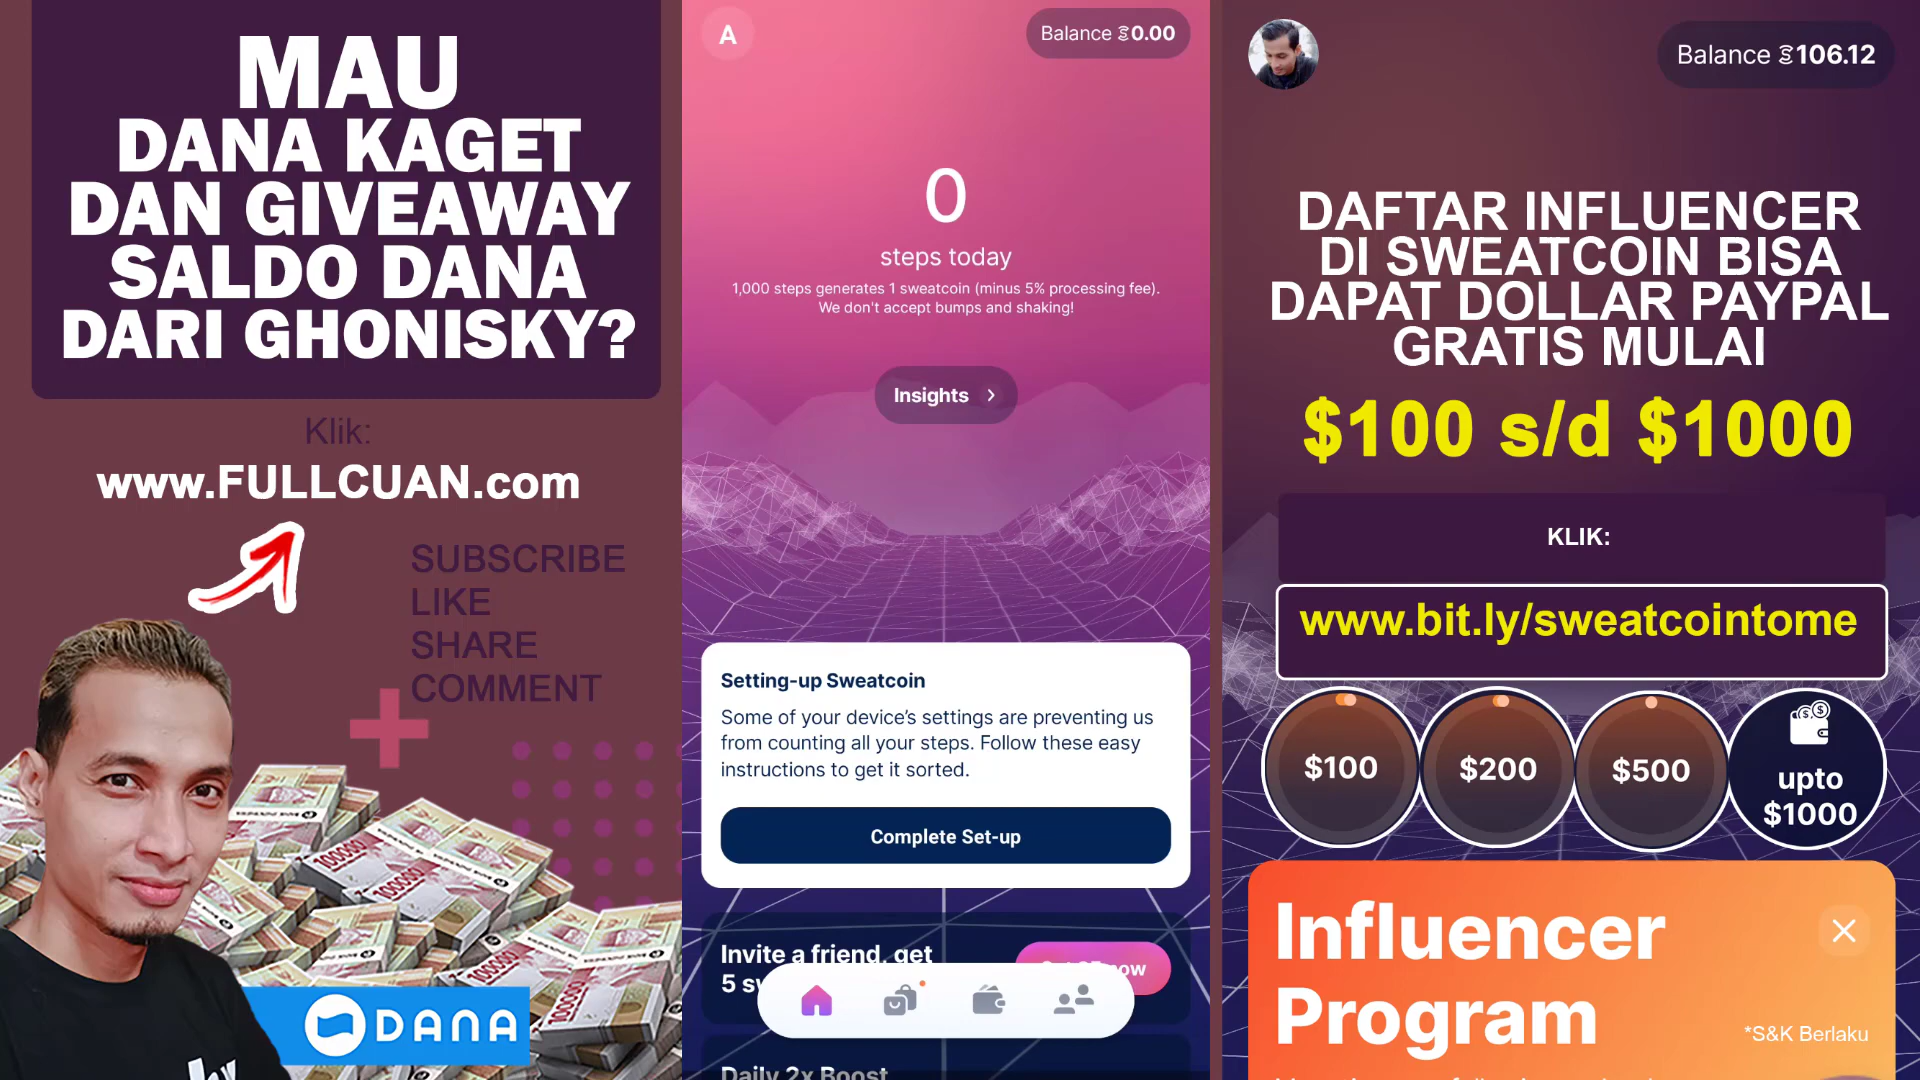 MAU
DANA KAGET
DAN GIVEAWAY
SALDO DANA
DARI GHONISKY?
Klik:
www.FULLCUAN.com
SUBSCRIBE
LIKE
SHARE
COMMENT
DANA
A
Balance 0.00
0
steps today
1,000 steps generates 1 sweatcoin (minus 5% processing fee).
We don't accept bumps and shaking!
Insights
Setting-up Sweatcoin
Some of your device's settings are preventing us
from counting all your steps. Follow these easy
instructions to get it sorted.
Complete Set-up
Invite a friend, get
5
Daily 2x Boost
Balance 106.12
DAFTAR INFLUENCER
DI SWEATCOIN BISA
DAPAT DOLLAR PAYPAL
GRATIS MULAI
$100 s/d $1000
KLIK:
www.bit.ly/sweatcointome
$100
$200
$500
upto
$1000
Influencer
Program
*S&K Berlaku